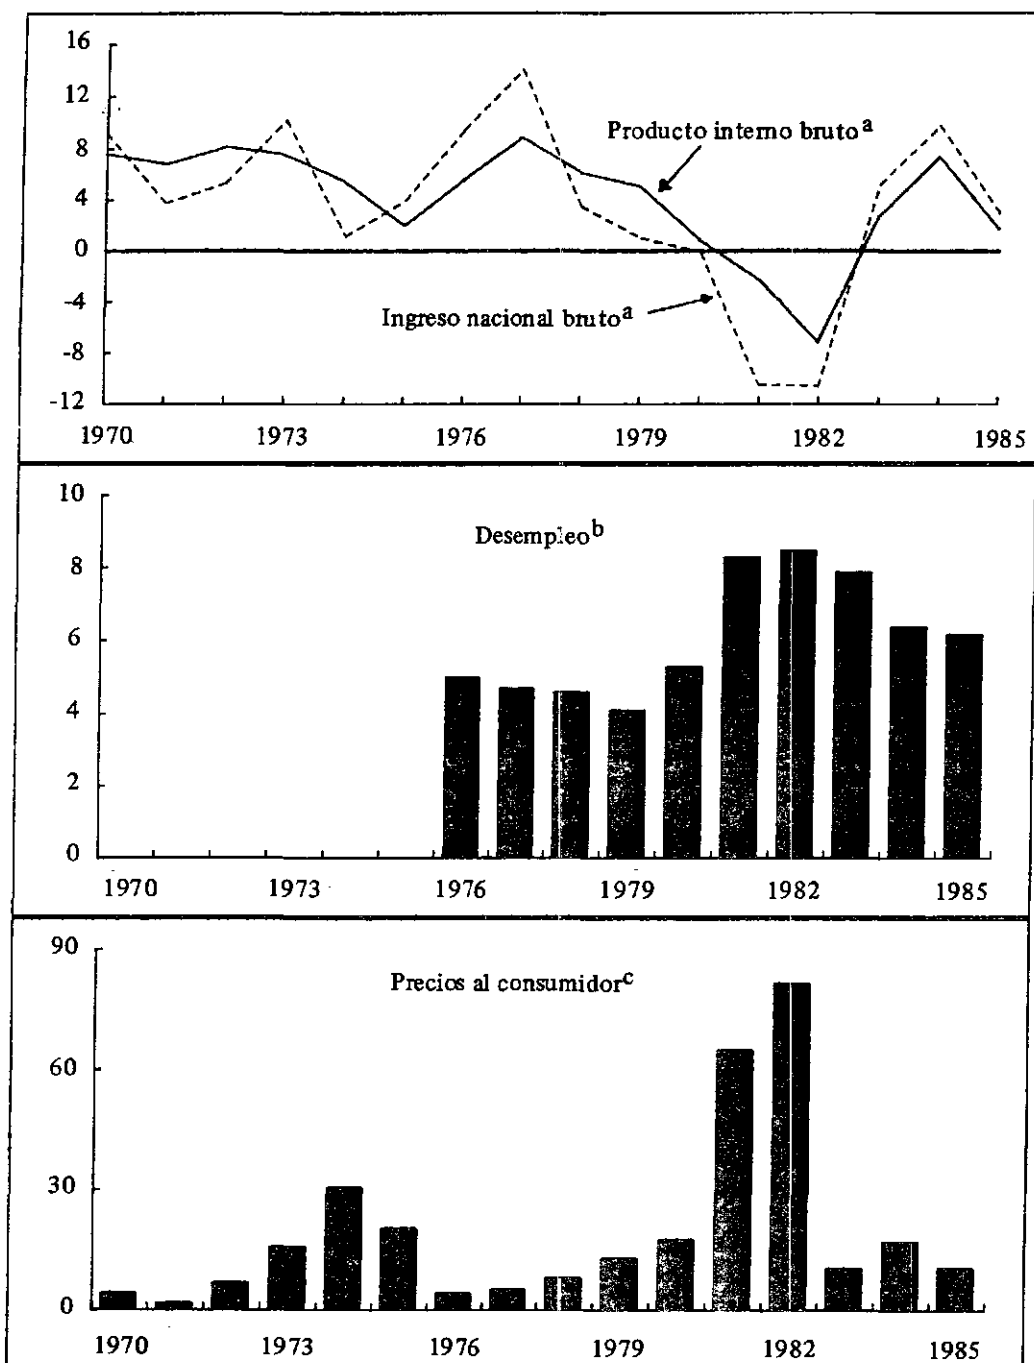 16
12
8
4
0
-4
-8
-12
Producto interno bruto^a
Ingreso nacional bruto^a
1970 1973 1976 1979 1982 1985
10
8
6
4
2
0
Desempleo^b
1970 1973 1976 1979 1982 1985
90
60
30
0
Precios al consumidor^c
1970 1973 1976 1979 1982 1985